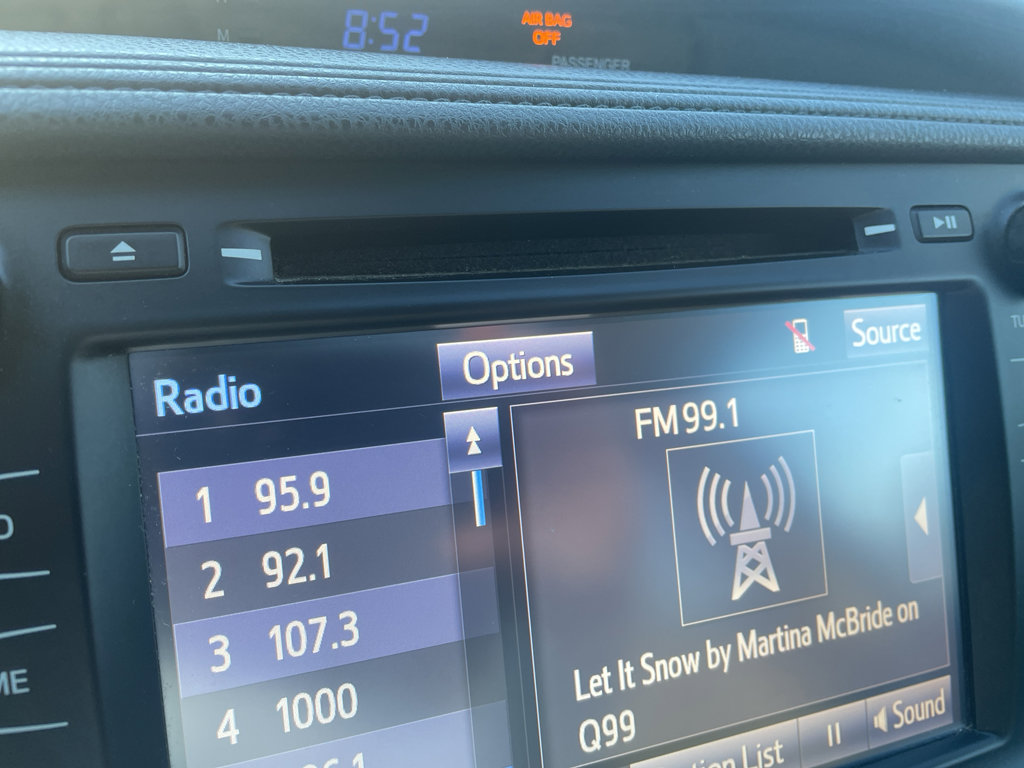 M 8:52 AIR BAG
OFF
PASSENGER
Radio
Options
Source
FM 99.1
1 95.9
2 92.1
3 107.3
4 1000
Let It Snow by Martina McBride on
Q99
Sound
List